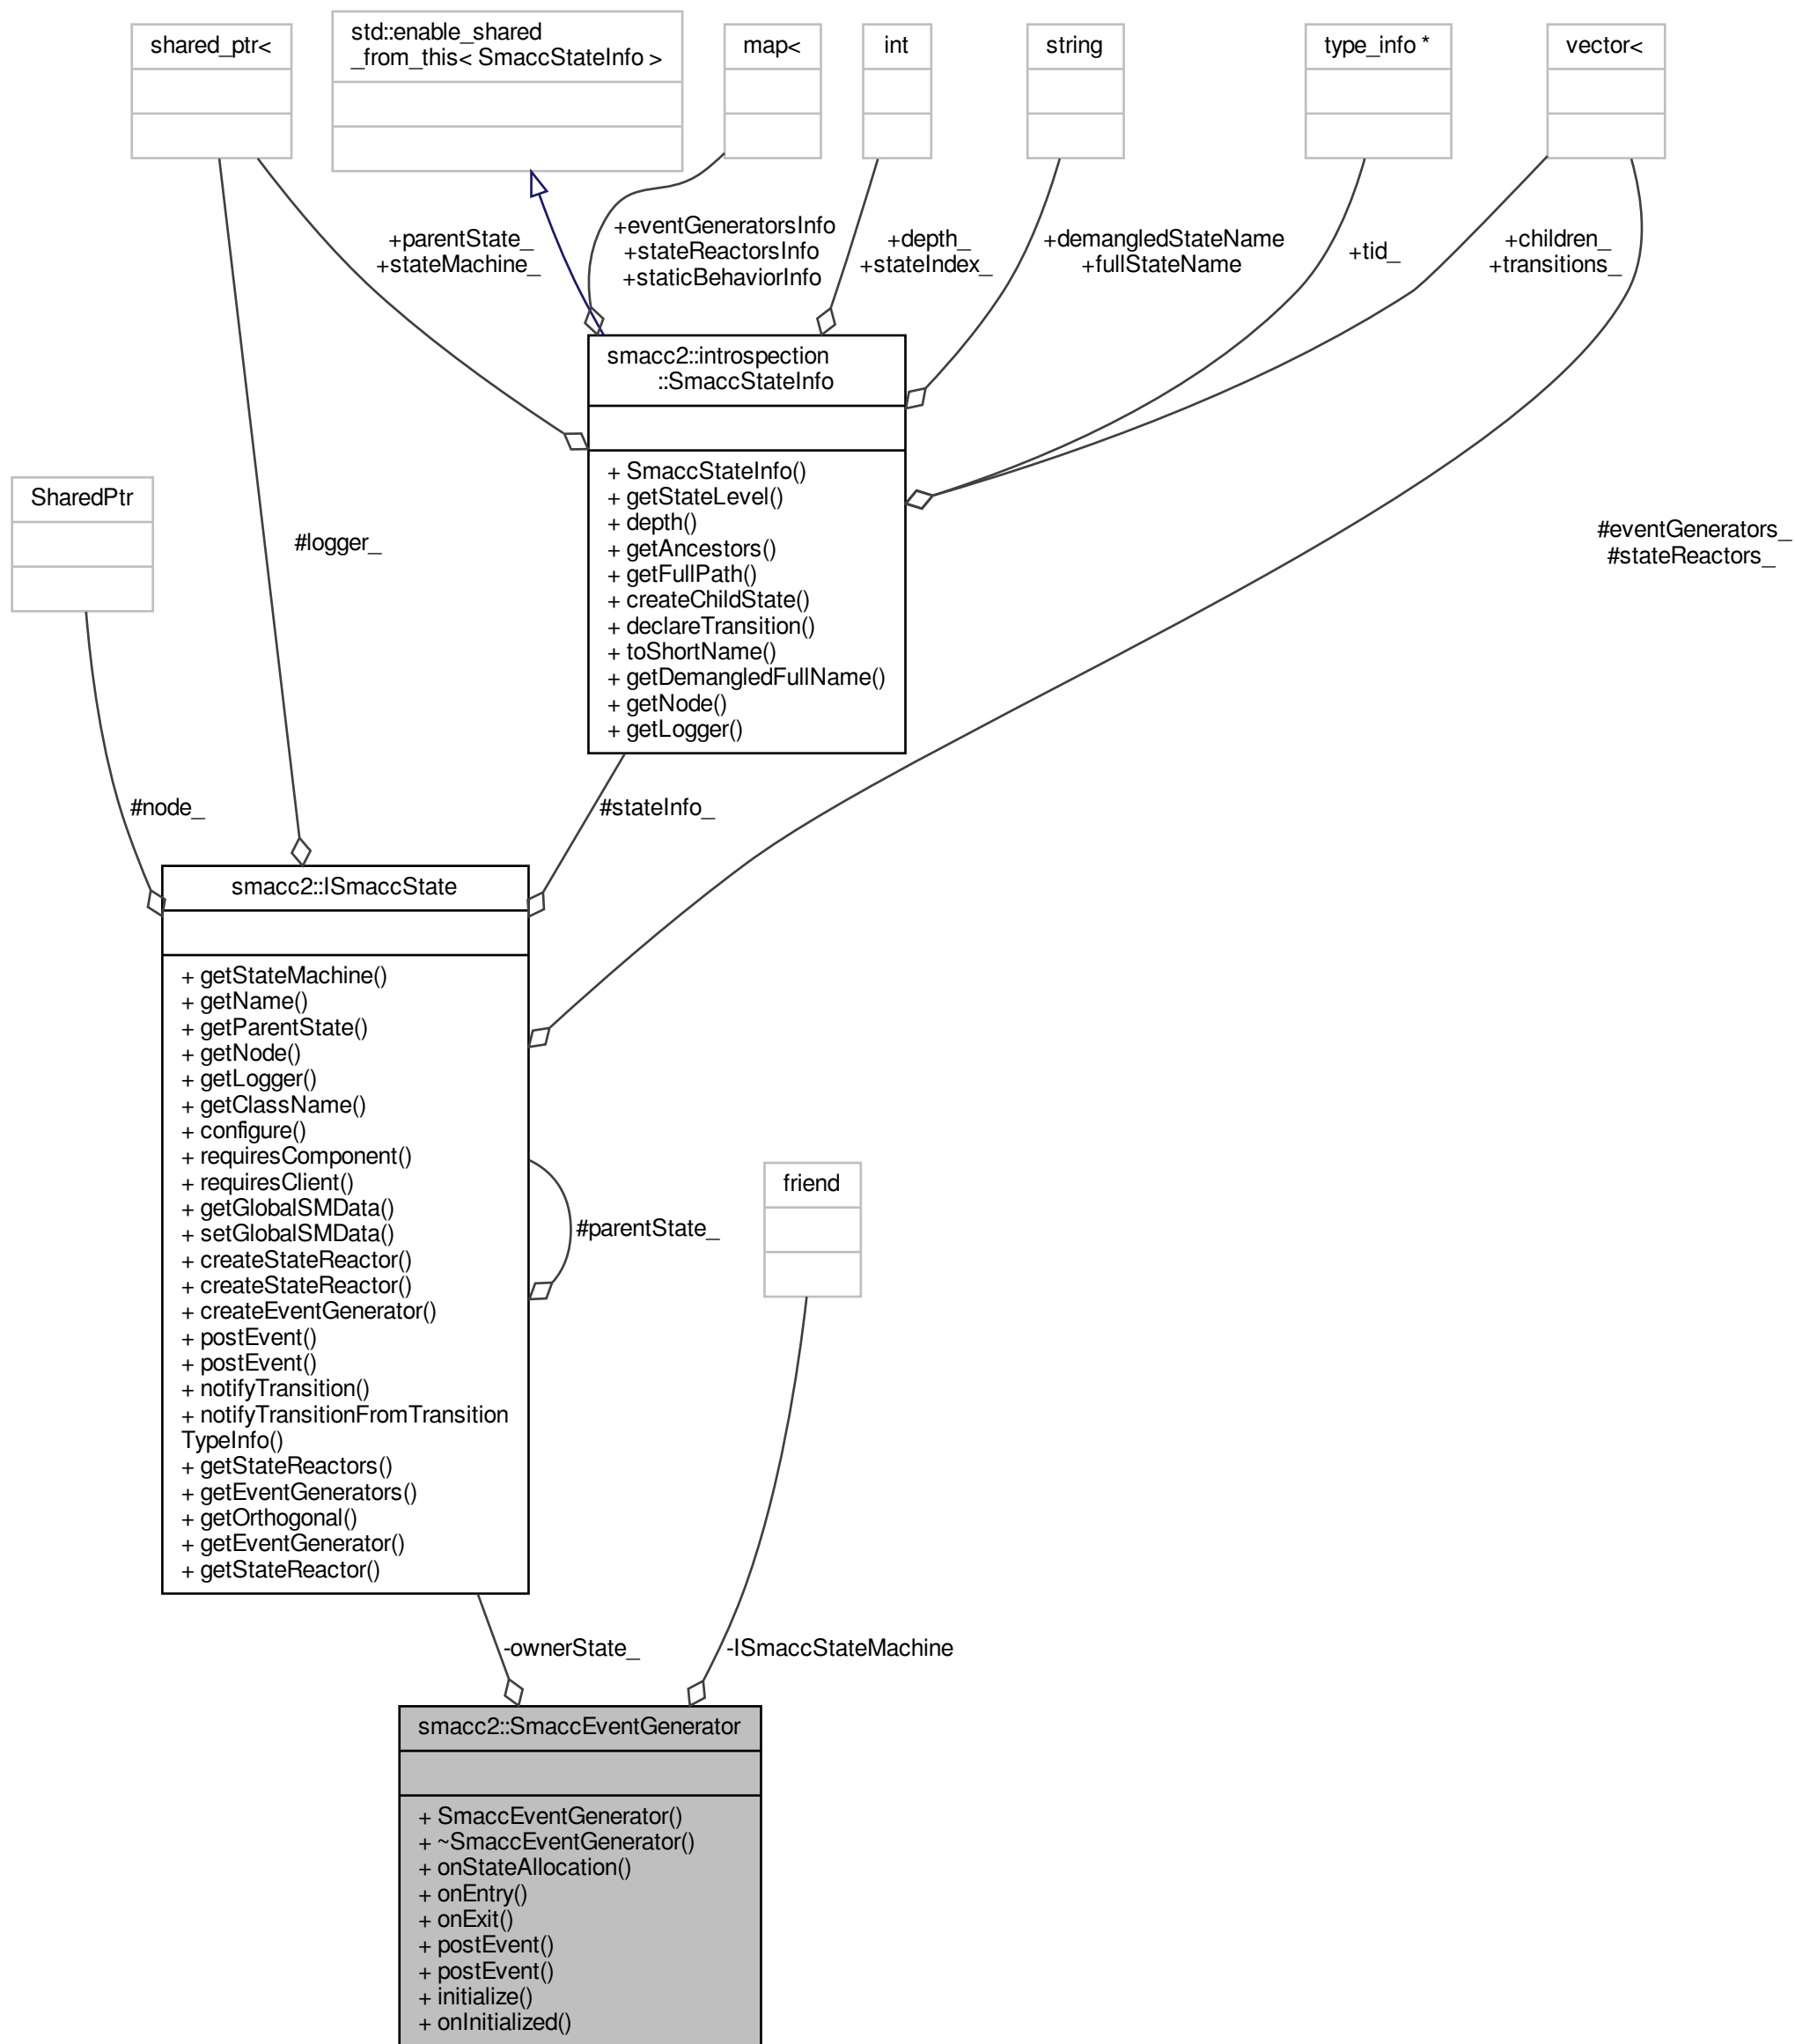 shared_ptr<
std::enable_shared
_from_this< SmaccStateInfo >
map<
int
string
type_info *
vector<
+parentState_
+stateMachine_
+eventGeneratorsInfo
+stateReactorsInfo
+staticBehaviorInfo
+depth_
+stateIndex_
+demangledStateName
+fullStateName
+tid_
+children_
+transitions_
smacc2::introspection
::SmaccStateInfo
+ SmaccStateInfo()
+ getStateLevel()
+ depth()
+ getAncestors()
+ getFullPath()
+ createChildState()
+ declareTransition()
+ toShortName()
+ getDemangledFullName()
+ getNode()
+ getLogger()
SharedPtr
#logger_
#eventGenerators_
#stateReactors_
#node_
#stateInfo_
smacc2::ISmaccState
+ getStateMachine()
+ getName()
+ getParentState()
+ getNode()
+ getLogger()
+ getClassName()
+ configure()
+ requiresComponent()
+ requiresClient()
+ getGlobalSMData()
+ setGlobalSMData()
+ createStateReactor()
+ createStateReactor()
+ createEventGenerator()
+ postEvent()
+ postEvent()
+ notifyTransition()
+ notifyTransitionFromTransition
TypeInfo()
+ getStateReactors()
+ getEventGenerators()
+ getOrthogonal()
+ getEventGenerator()
+ getStateReactor()
#parentState_
friend
-ownerState_
-ISmaccStateMachine
smacc2::SmaccEventGenerator
+ SmaccEventGenerator()
+ ~SmaccEventGenerator()
+ onStateAllocation()
+ onEntry()
+ onExit()
+ postEvent()
+ postEvent()
+ initialize()
+ onInitialized()